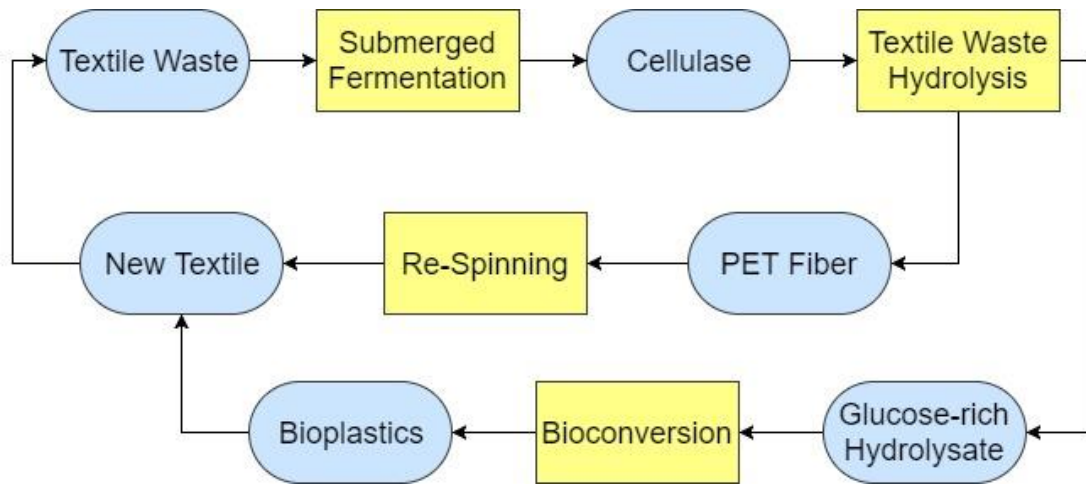 Textile Waste
Submerged
Fermentation
Cellulase
Textile Waste
Hydrolysis
New Textile
Re-Spinning
PET Fiber
Bioplastics
Bioconversion
Glucose-rich
Hydrolysate